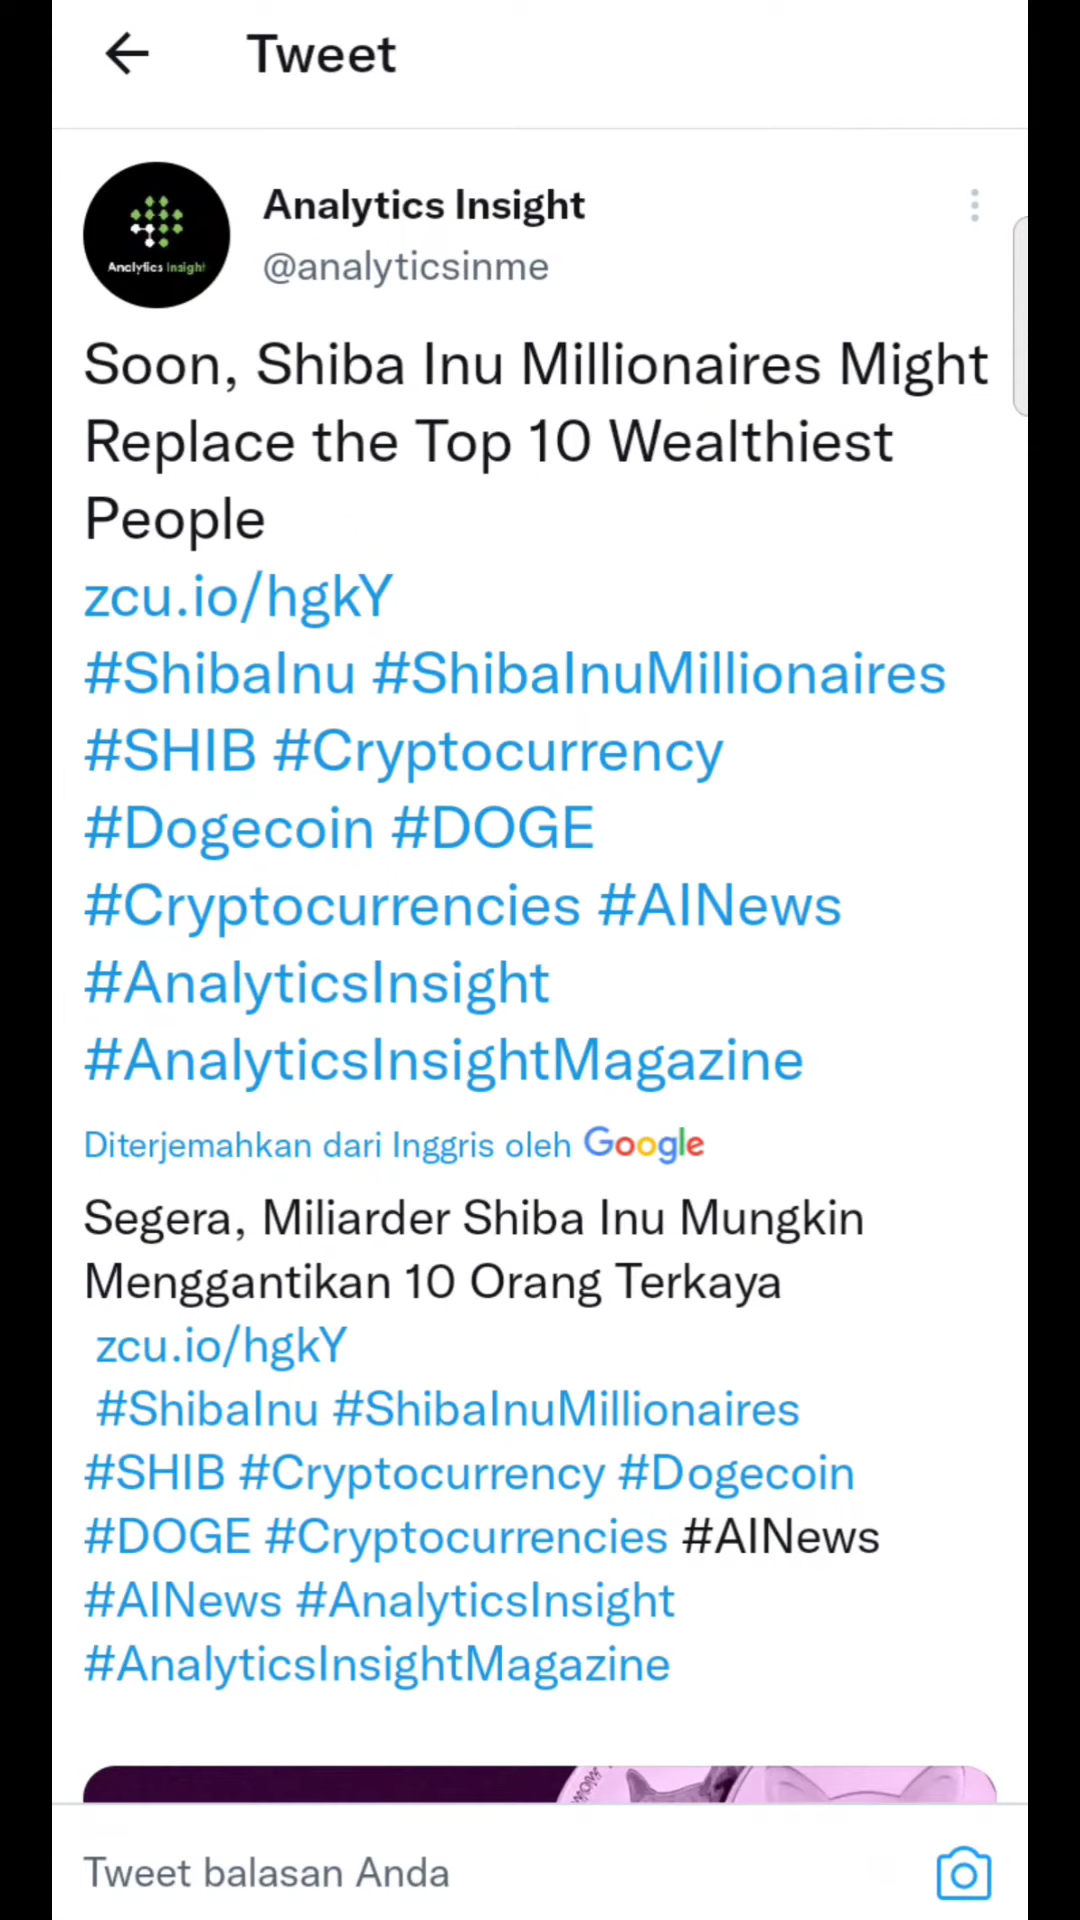 Tweet
Analytics Insight
Analytics Insight
@analyticsinme
Soon, Shiba Inu Millionaires Might
Replace the Top 10 Wealthiest
People
zcu.io/hgkY
#ShibaInu #ShibaInuMillionaires
#SHIB #Cryptocurrency
#Dogecoin #DOGE
#Cryptocurrencies #AINews
#AnalyticsInsight
#AnalyticsInsightMagazine
Diterjemahkan dari Inggris oleh Google
Segera, Miliarder Shiba Inu Mungkin
Menggantikan 10 Orang Terkaya
zcu.io/hgkY
#ShibaInu #ShibaInuMillionaires
#SHIB #Cryptocurrency #Dogecoin
#DOGE #Cryptocurrencies #AINews
#AINews #AnalyticsInsight
#AnalyticsInsightMagazine
WOW
Tweet balasan Anda